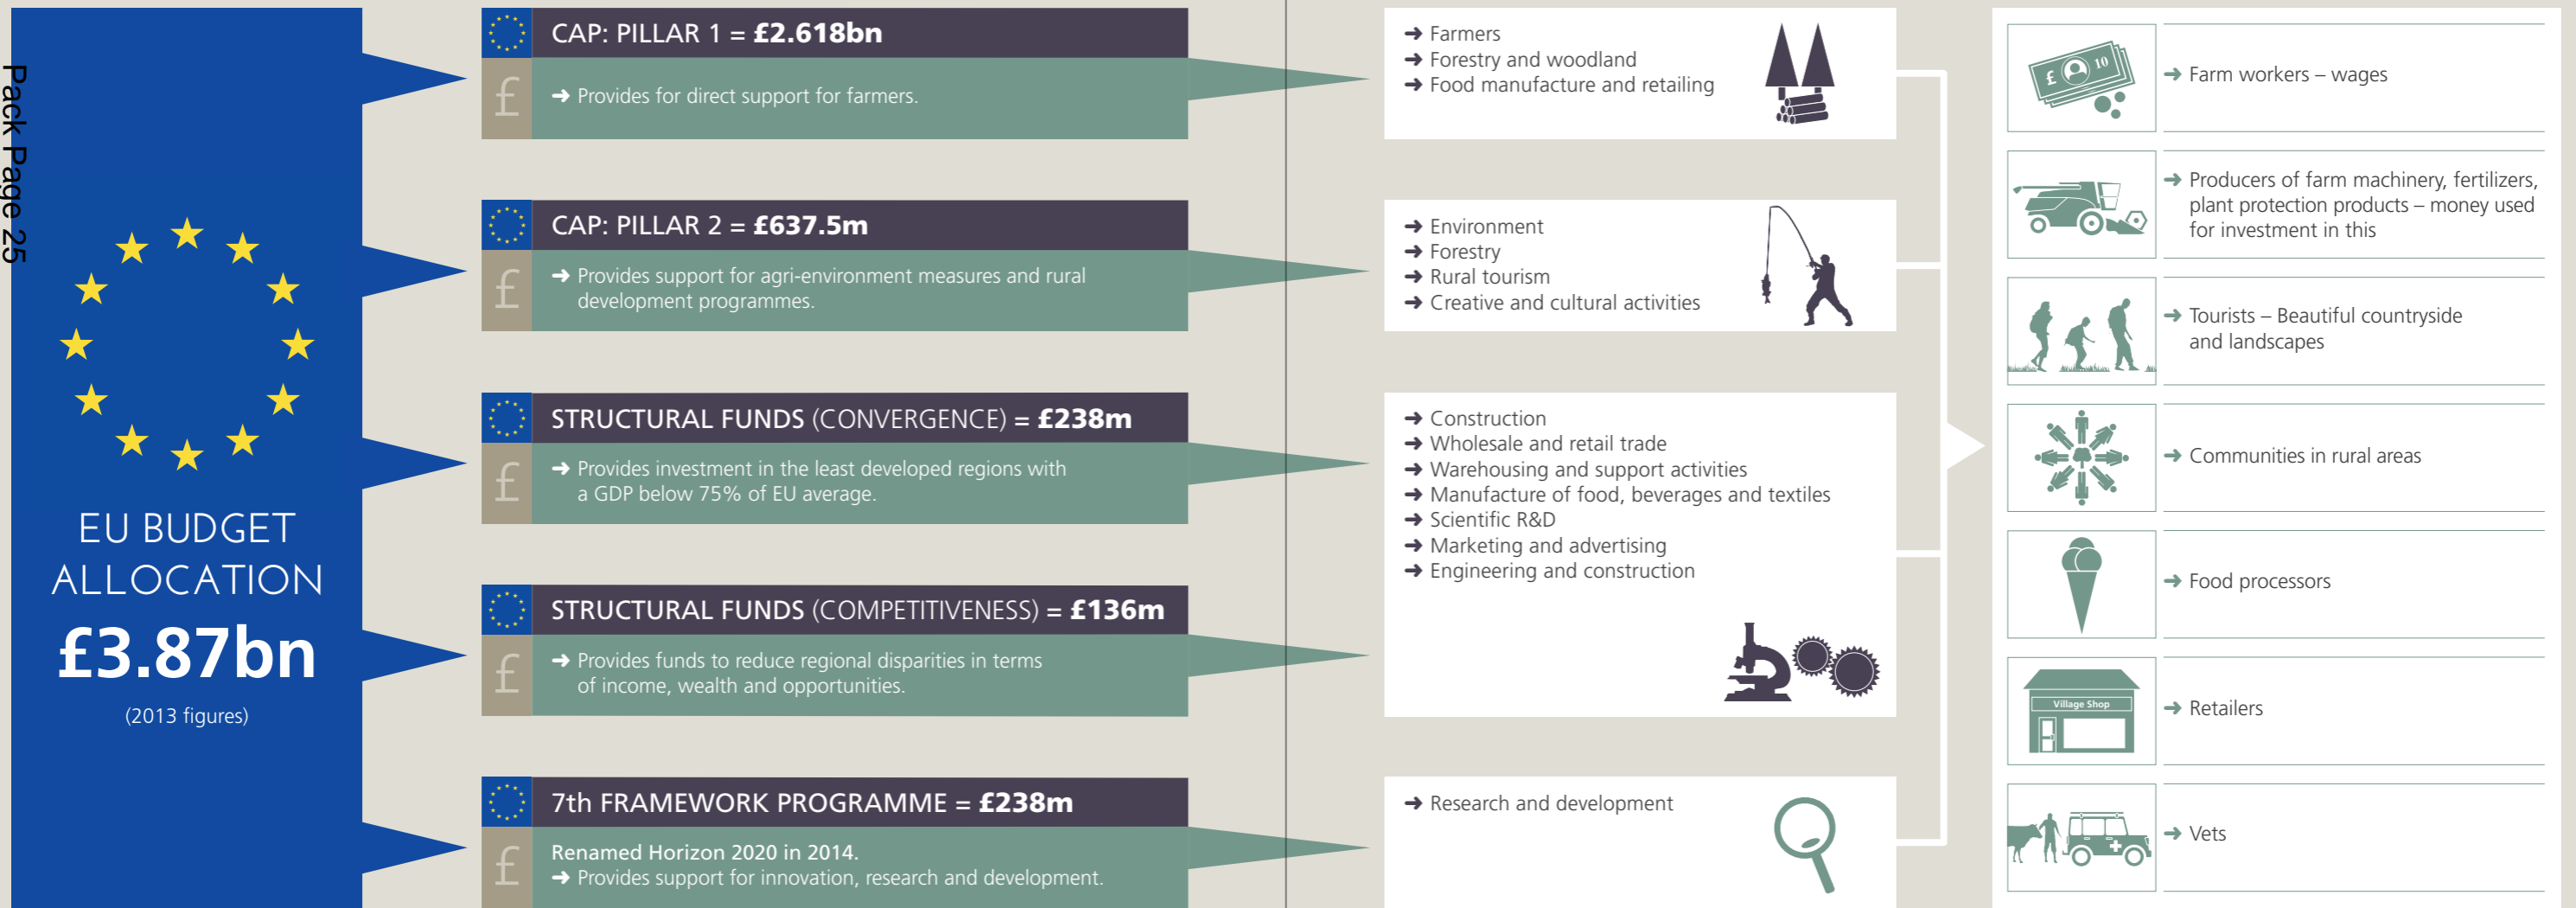 Pack Page 25
EU BUDGET
ALLOCATION
£3.87bn
(2013 figures)
CAP: PILLAR 1 = £2.618bn
£
➜ Provides for direct support for farmers.
CAP: PILLAR 2 = £637.5m
£
➜ Provides support for agri-environment measures and rural
development programmes.
STRUCTURAL FUNDS (CONVERGENCE) = £238m
£
➜ Provides investment in the least developed regions with
a GDP below 75% of EU average.
STRUCTURAL FUNDS (COMPETITIVENESS) = £136m
£
➜ Provides funds to reduce regional disparities in terms
of income, wealth and opportunities.
7th FRAMEWORK PROGRAMME = £238m
£
Renamed Horizon 2020 in 2014.
➜ Provides support for innovation, research and development.
➜ Farmers
➜ Forestry and woodland
➜ Food manufacture and retailing
➜ Environment
➜ Forestry
➜ Rural tourism
➜ Creative and cultural activities
➜ Construction
➜ Wholesale and retail trade
➜ Warehousing and support activities
➜ Manufacture of food, beverages and textiles
➜ Scientific R&D
➜ Marketing and advertising
➜ Engineering and construction
➜ Research and development
£ 10
➜ Farm workers – wages
➜ Producers of farm machinery, fertilizers,
plant protection products – money used
for investment in this
➜ Tourists – Beautiful countryside
and landscapes
➜ Communities in rural areas
➜ Food processors
Village Shop
➜ Retailers
➜ Vets